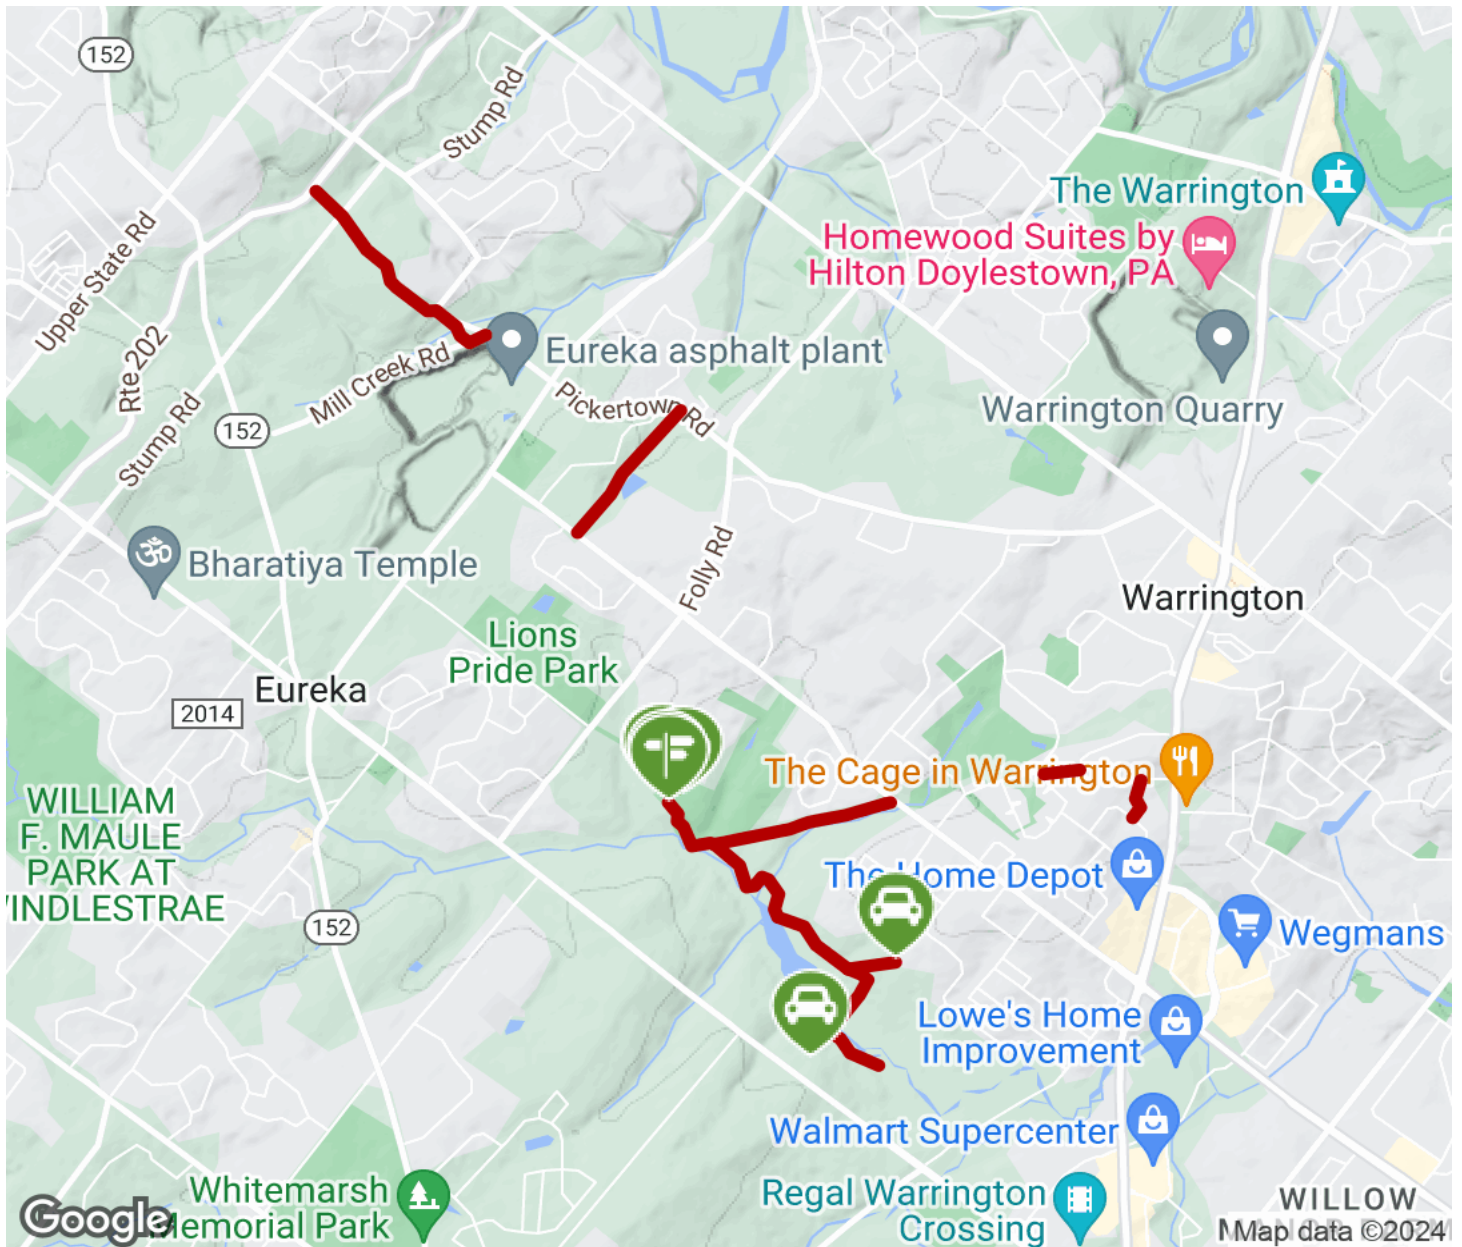 152
Stump Rd
Upper State Rd
The Warrington
Homewood Suites by
Hilton Doylestown, PA
Rte 202
Mill Creek Rd
Eureka asphalt plant
Pickertown Rd
Warrington Quarry
152
Stump Rd
Bharatiya Temple
Folly Rd
Warrington
Lions
Pride Park
Eureka
2014
The Cage in Warrington
WILLIAM
F. MAULE
PARK AT
VINDLESTRAE
The Home Depot
152
Wegmans
Lowe's Home
Improvement
Walmart Supercenter
Whitemarsh
Memorial Park
Regal Warrington
Crossing
WILLOW
Google
Map data ©2024